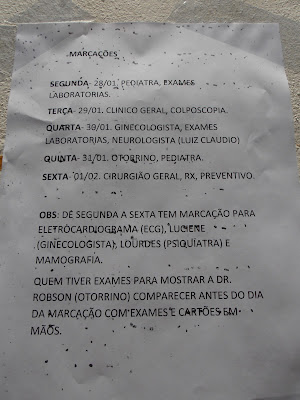 MARCAÇÕES
SEGUNDA- 28/01. PEDIATRA, EXAMES
LABORATORIAS.
TERÇA- 29/01. CLINICO GERAL, COLPOSCOPIA.
QUARTA- 30/01. GINECOLOGISTA, EXAMES
LABORATORIAS, NEUROLOGISTA (LUIZ CLAUDIO)
QUINTA- 31/01. OTORRINO, PEDIATRA.
SEXTA- 01/02. CIRURGIÃO GERAL, RX, PREVENTIVO.
OBS: DE SEGUNDA A SEXTA TEM MARCAÇÃO PARA
ELETROCARDIOGRAMA (ECG), LUCIENE
(GINECOLOGISTA), LOURDES (PSIQUIATRA) E
MAMOGRAFIA.
QUEM TIVER EXAMES PARA MOSTRAR A DR.
ROBSON (OTORRINO) COMPARECER ANTES DO DIA
DA MARCAÇÃO COM EXAMES E CARTÕES EM
MÃOS.